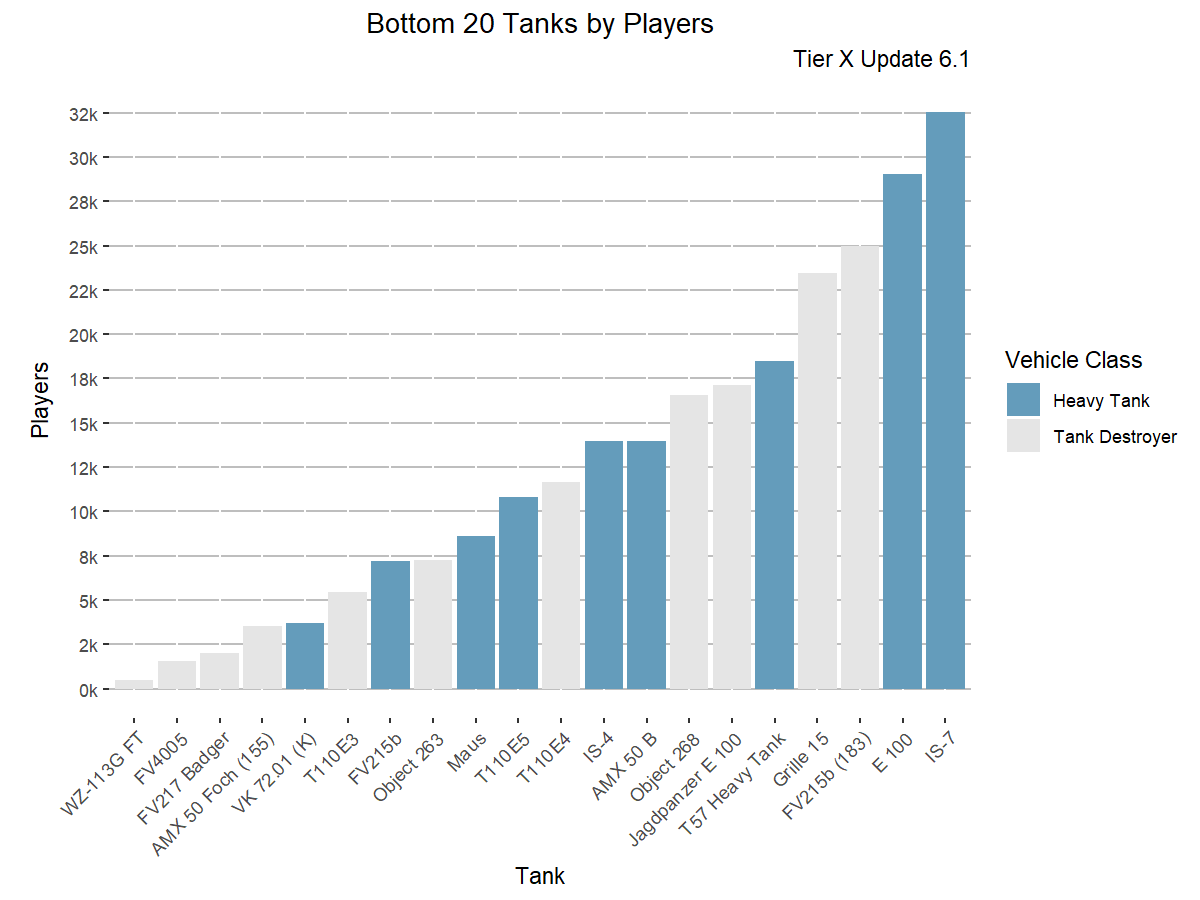 Bottom 20 Tanks by Players
Tier X Update 6.1
32k
30k
28k
25k
22k
20k
18k
15k
12k
10k
8k
5k
2k
0k
Players
WZ-113G FT
FV4005
FV217 Badger
AMX 50 Foch (155)
VK 72.01 (K)
T110E3
FV215b
Object 263
Maus
T110E5
T110E4
IS-4
AMX 50 B
Object 268
Jagdpanzer E 100
T57 Heavy Tank
Grille 15
FV215b (183)
E 100
IS-7
Tank
Vehicle Class
Heavy Tank
Tank Destroyer